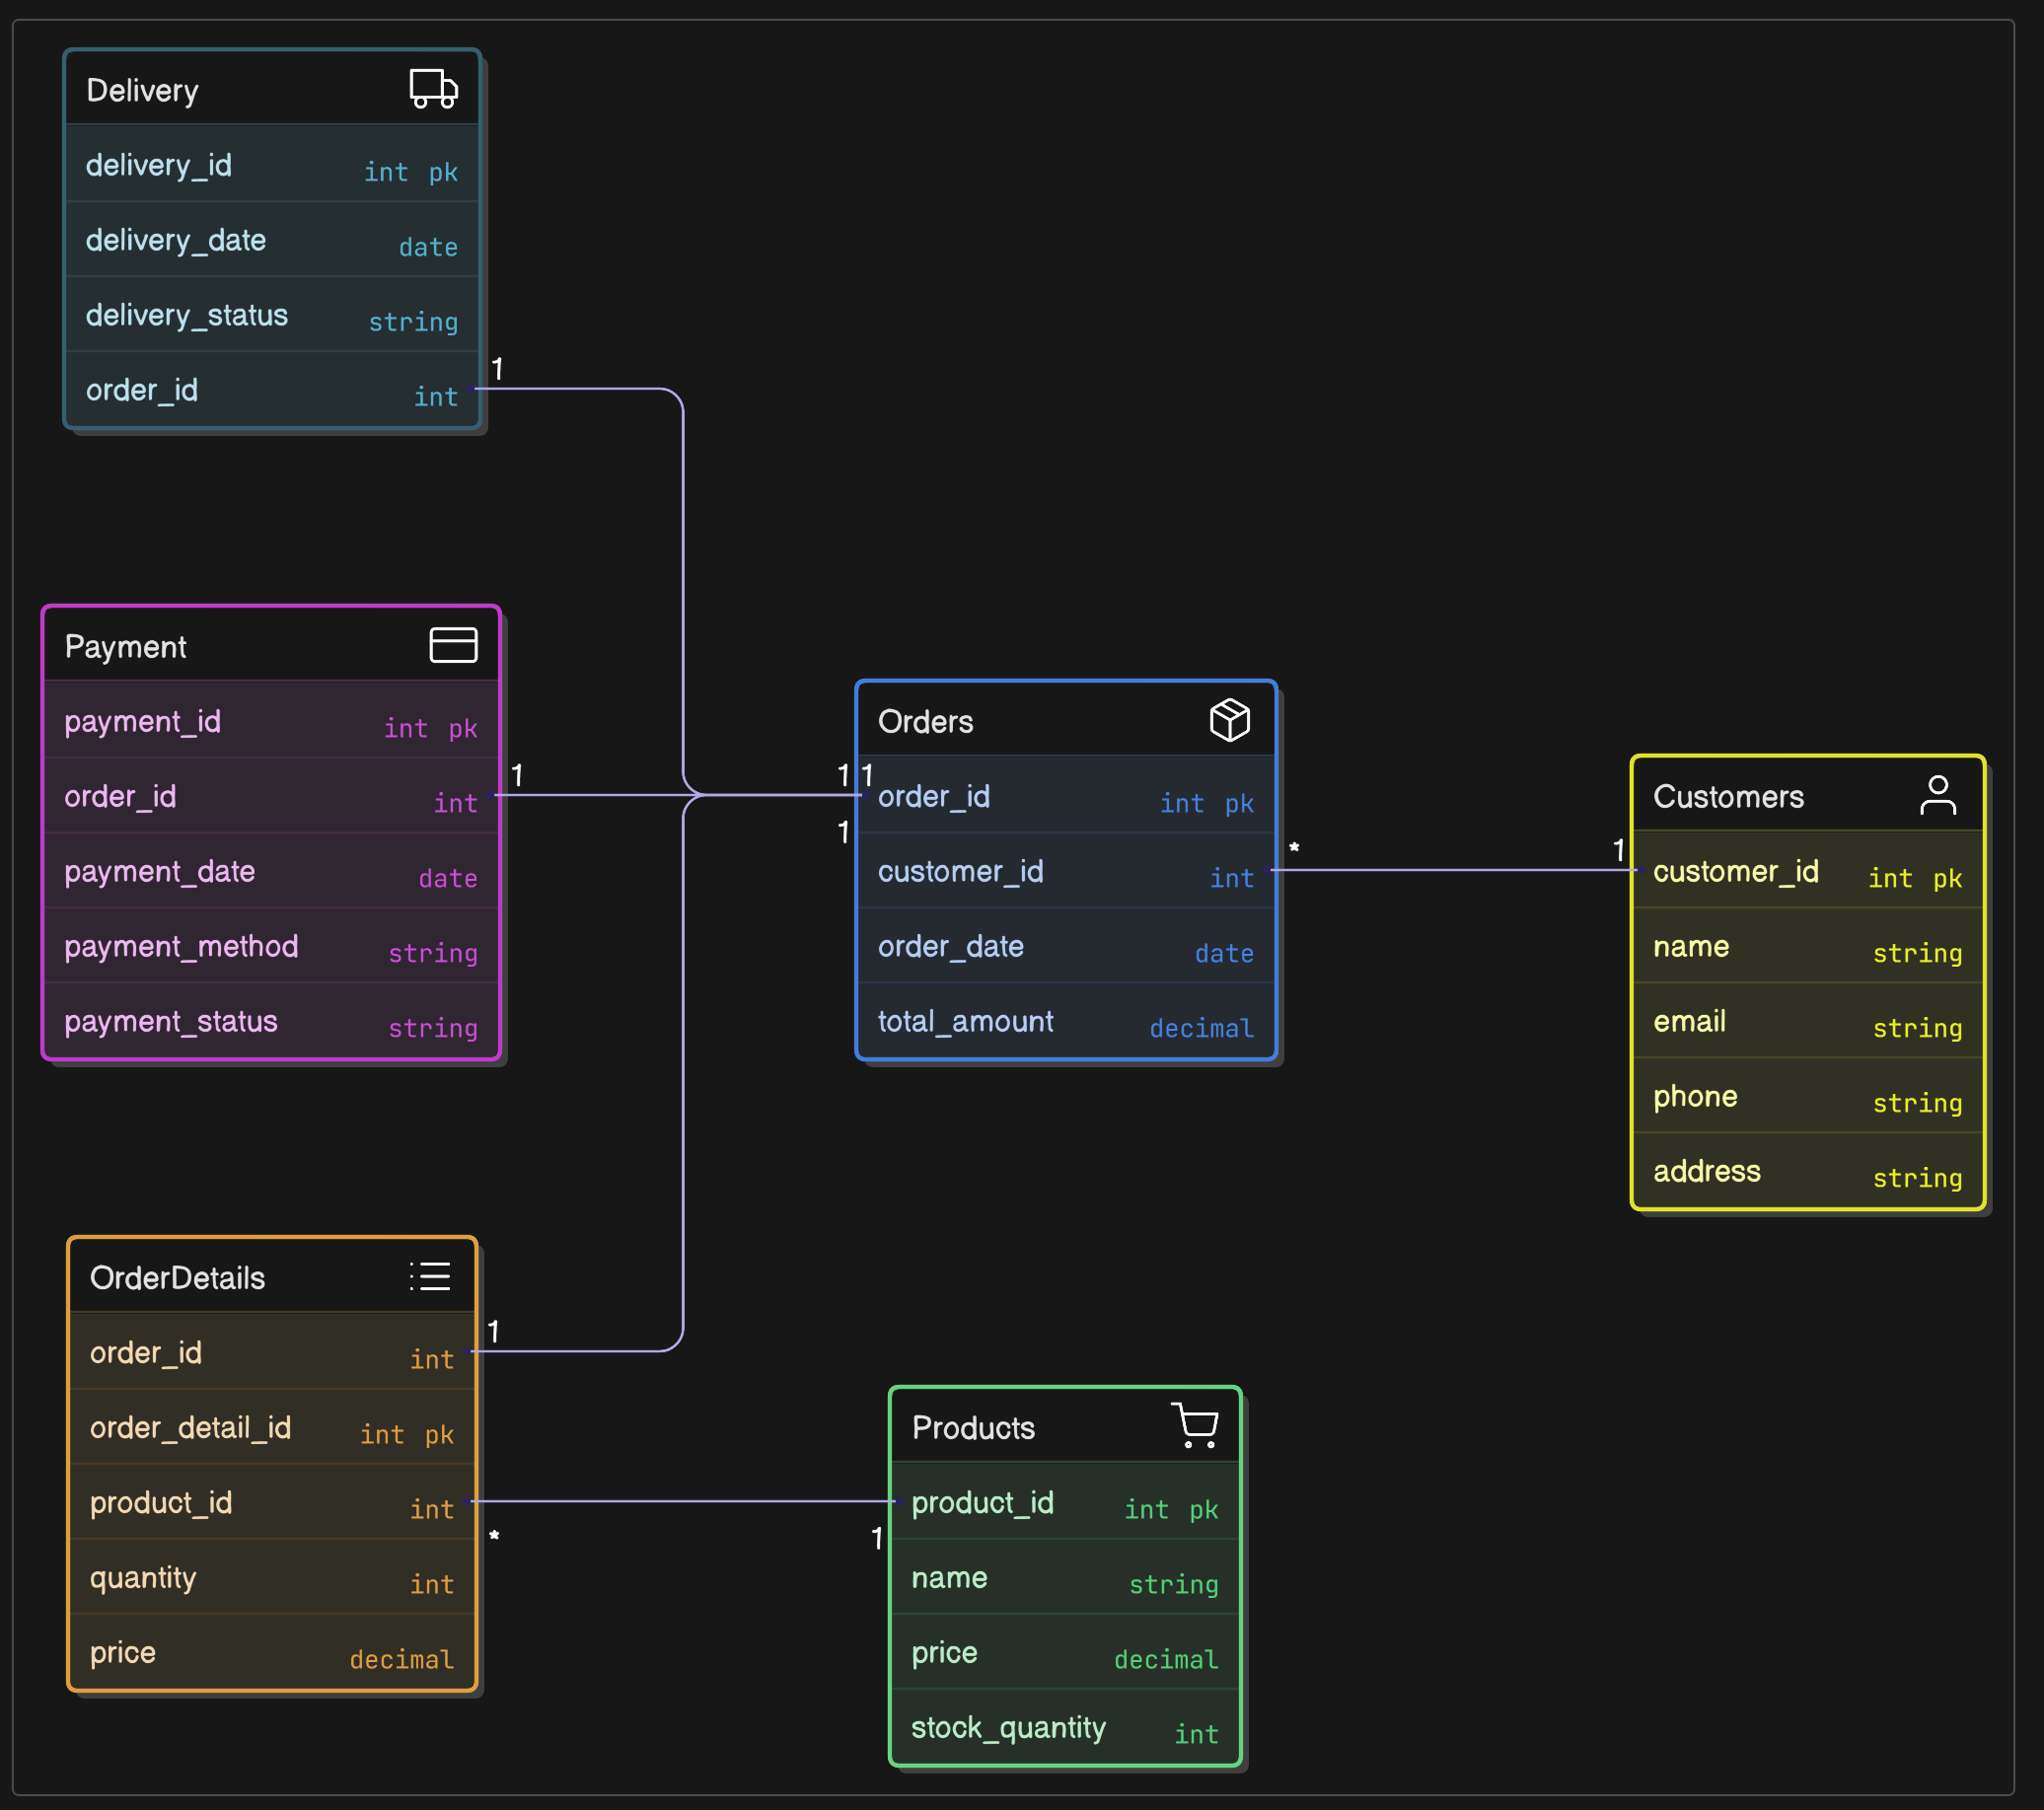 Delivery
delivery_id int pk
delivery_date date
delivery_status string
order_id int
1
Payment
payment_id int pk
order_id int
payment_date date
payment_method string
payment_status string
1
1 1
1
Orders
order_id int pk
customer_id int
order_date date
total_amount decimal
*
1
Customers
customer_id int pk
name string
email string
phone string
address string
OrderDetails
order_id int
order_detail_id int pk
product_id int
quantity int
price decimal
1
*
1
Products
product_id int pk
name string
price decimal
stock_quantity int